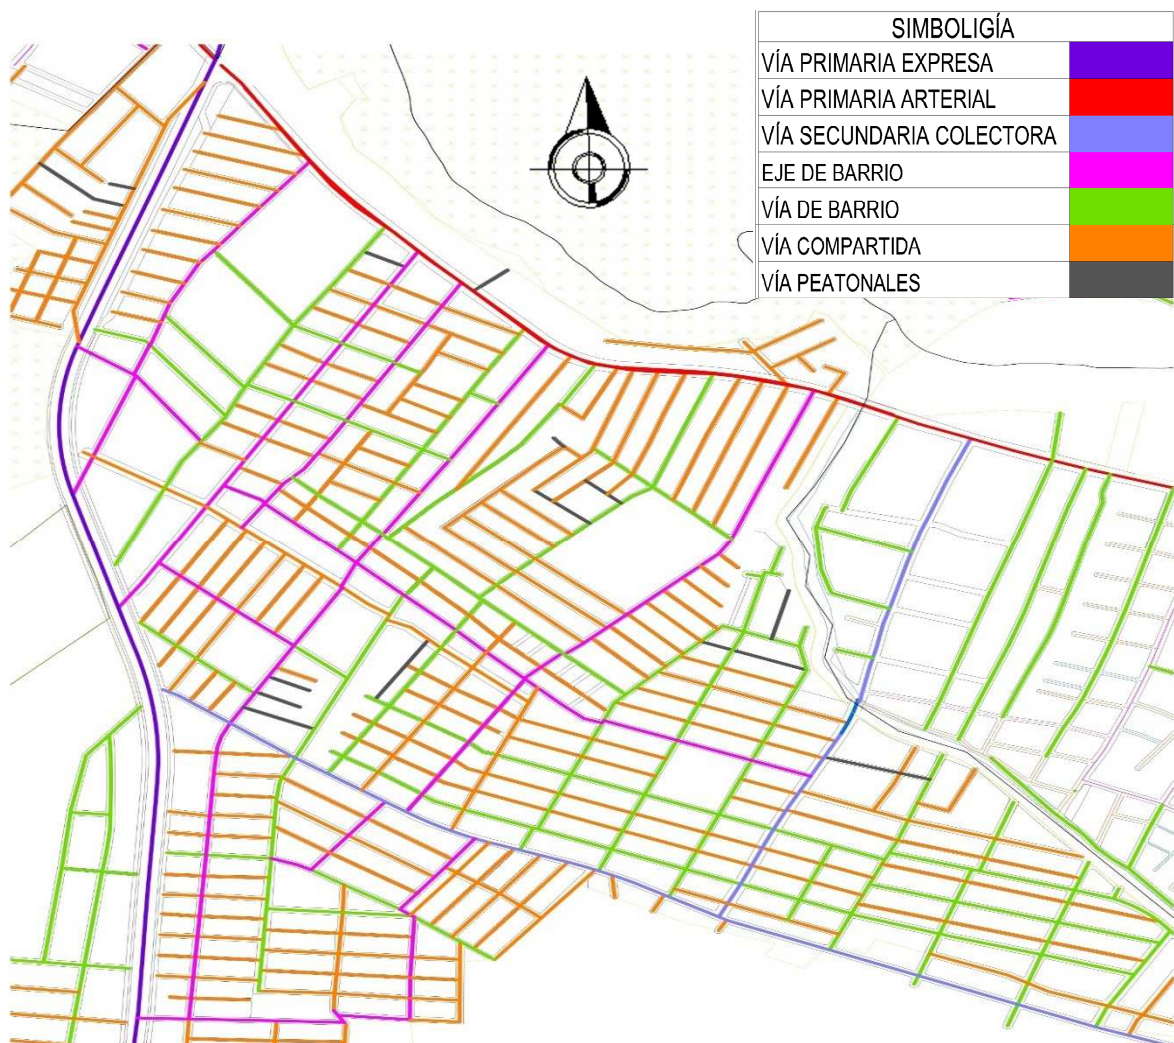 SIMBOLIGÍA
VÍA PRIMARIA EXPRESA
VÍA PRIMARIA ARTERIAL
VÍA SECUNDARIA COLECTORA
EJE DE BARRIO
VÍA DE BARRIO
VÍA COMPARTIDA
VÍA PEATONALES